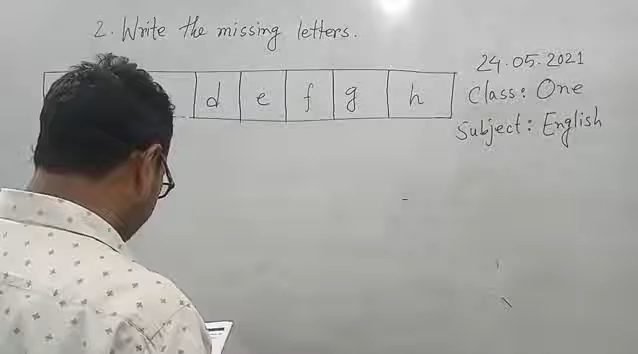 2. Write the missing letters.
d e f g h
24.05.2021
Class: One
Subject: English